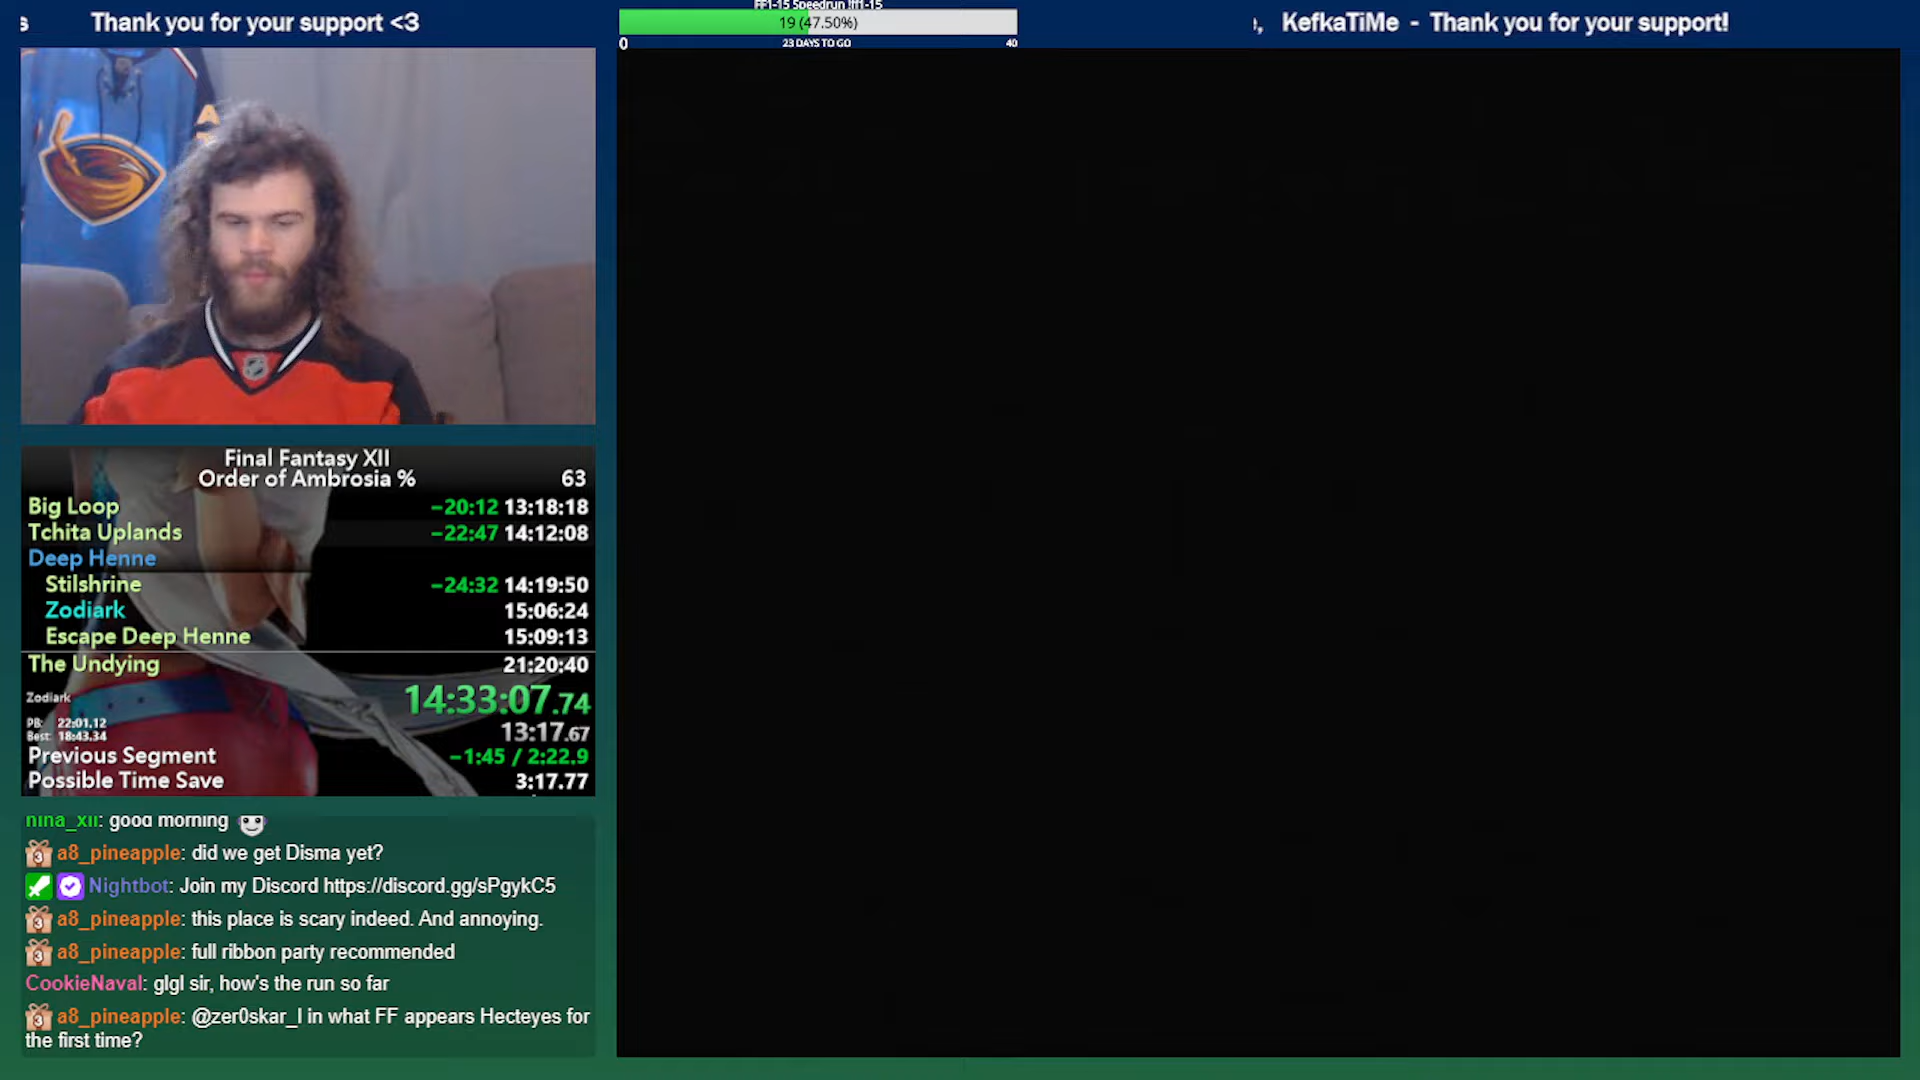 s Thank you for your support <3
FF1-15 Speedrun !ff1-15
19 (47.50%)
0 23 DAYS TO GO 40
, KefkaTiMe - Thank you for your support!
A
Final Fantasy XII
Order of Ambrosia % 63
Big Loop -20:12 13:18:18
Tchita Uplands -22:47 14:12:08
Deep Henne
Stilshrine -24:32 14:19:50
Zodiark 15:06:24
Escape Deep Henne 15:09:13
The Undying 21:20:40
Zodiark 14:33:07.74
PB: 22:01.12
Best: 18:43.34 13:17.67
Previous Segment -1:45 / 2:22.9
Possible Time Save 3:17.77
nina_xii: good morning
a8_pineapple: did we get Disma yet?
Nightbot: Join my Discord https://discord.gg/sPgykC5
a8_pineapple: this place is scary indeed. And annoying.
a8_pineapple: full ribbon party recommended
CookieNaval: glgl sir, how's the run so far
a8_pineapple: @zer0skar_I in what FF appears Hecteyes for
the first time?